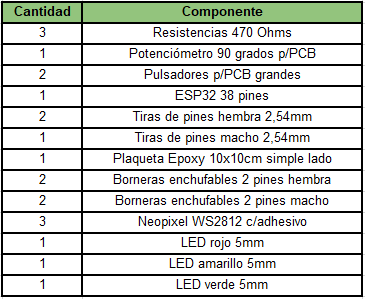 Cantidad Componente
3 Resistencias 470 Ohms
1 Potenciómetro 90 grados p/PCB
2 Pulsadores p/PCB grandes
1 ESP32 38 pines
2 Tiras de pines hembra 2,54mm
1 Tiras de pines macho 2,54mm
1 Plaqueta Epoxy 10x10cm simple lado
2 Borneras enchufables 2 pines hembra
2 Borneras enchufables 2 pines macho
3 Neopixel WS2812 c/adhesivo
1 LED rojo 5mm
1 LED amarillo 5mm
1 LED verde 5mm